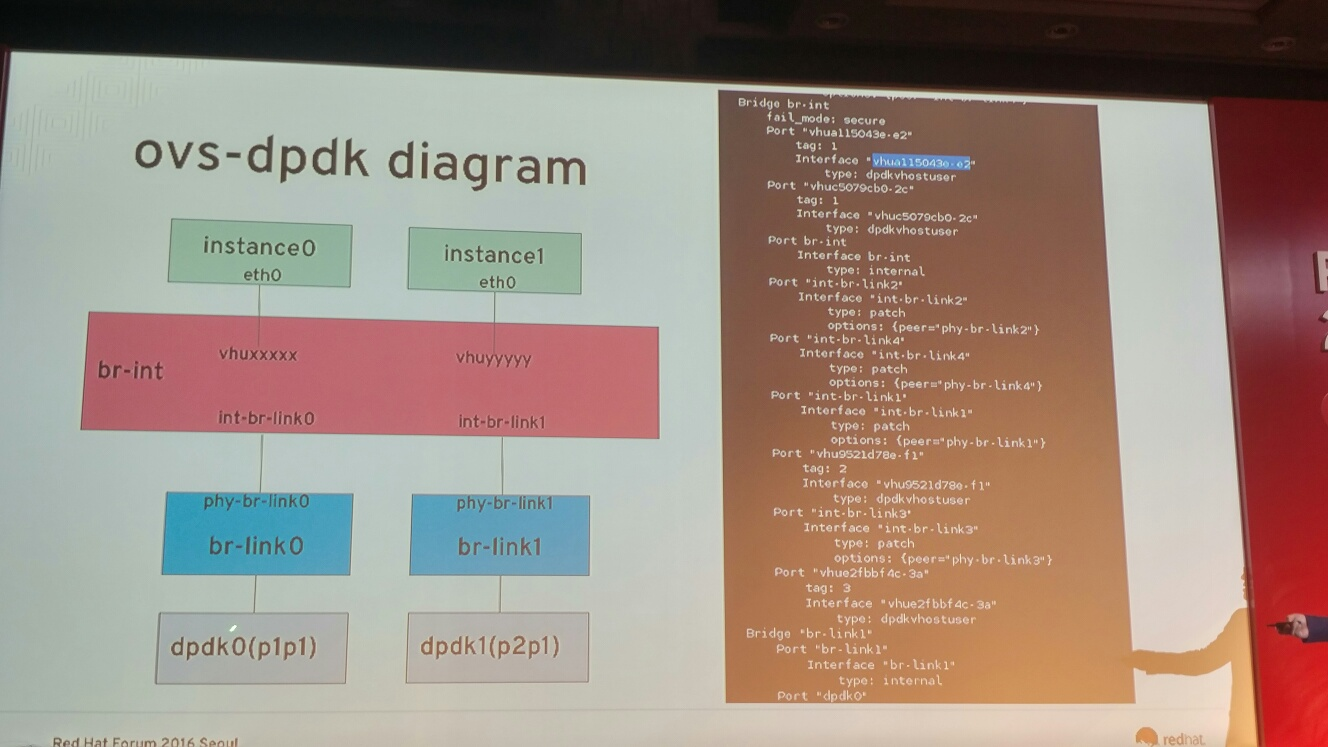 ovs-dpdk diagram
instance0
eth0
instance1
eth0
br-int
vhuxxxxx
vhuyyyyy
int-br-link0
int-br-link1
phy-br-link0
br-link0
phy-br-link1
br-link1
dpdk0(p1p1)
dpdk1(p2p1)
Bridge br-int
fail_mode: secure
Port "vhua115043e-e2"
tag: 1
Interface "vhua115043e-e2"
type: dpdkvhostuser
Port "vhuc5079cb0-2c"
tag: 1
Interface "vhuc5079cb0-2c"
type: dpdkvhostuser
Port br-int
Interface br-int
type: internal
Port "int-br-link2"
Interface "int-br-link2"
type: patch
options: {peer="phy-br-link2"}
Port "int-br-link4"
Interface "int-br-link4"
type: patch
options: {peer="phy-br-link4"}
Port "int-br-link1"
Interface "int-br-link1"
type: patch
options: {peer="phy-br-link1"}
Port "vhu9521d78e-f1"
tag: 2
Interface "vhu9521d78e-f1"
type: dpdkvhostuser
Port "int-br-link3"
Interface "int-br-link3"
type: patch
options: {peer="phy-br-link3"}
Port "vhue2fbbf4c-3a"
tag: 3
Interface "vhue2fbbf4c-3a"
type: dpdkvhostuser
Bridge "br-link1"
Port "br-link1"
Interface "br-link1"
type: internal
Port "dpdk0"
Red Hat Forum 2016 Seoul
redhat